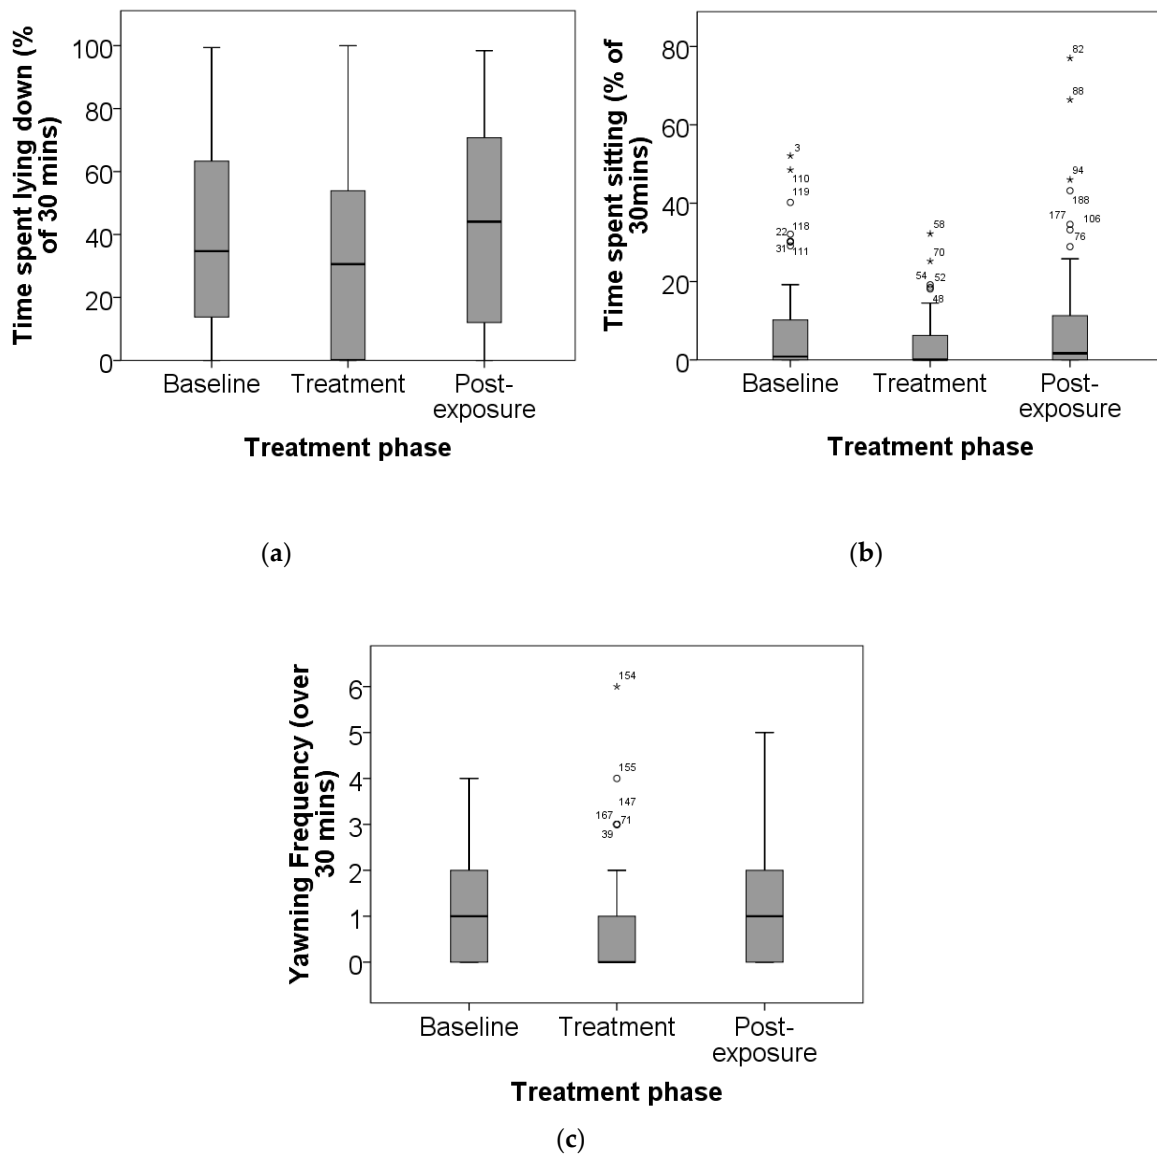 Time spent lying down (%
of 30 mins)
100
80
60
40
20
0
Baseline
Treatment
Post-
exposure
Treatment phase
(a)
Time spent sitting (% of
30mins)
80
60
40
20
0
3
110
119
22
118
31
111
58
70
54
52
48
82
88
94
188
177
106
76
Baseline
Treatment
Post-
exposure
Treatment phase
(b)
Yawning Frequency (over
30 mins)
6
5
4
3
2
1
0
154
155
147
167
71
39
Baseline
Treatment
Post-
exposure
Treatment phase
(c)